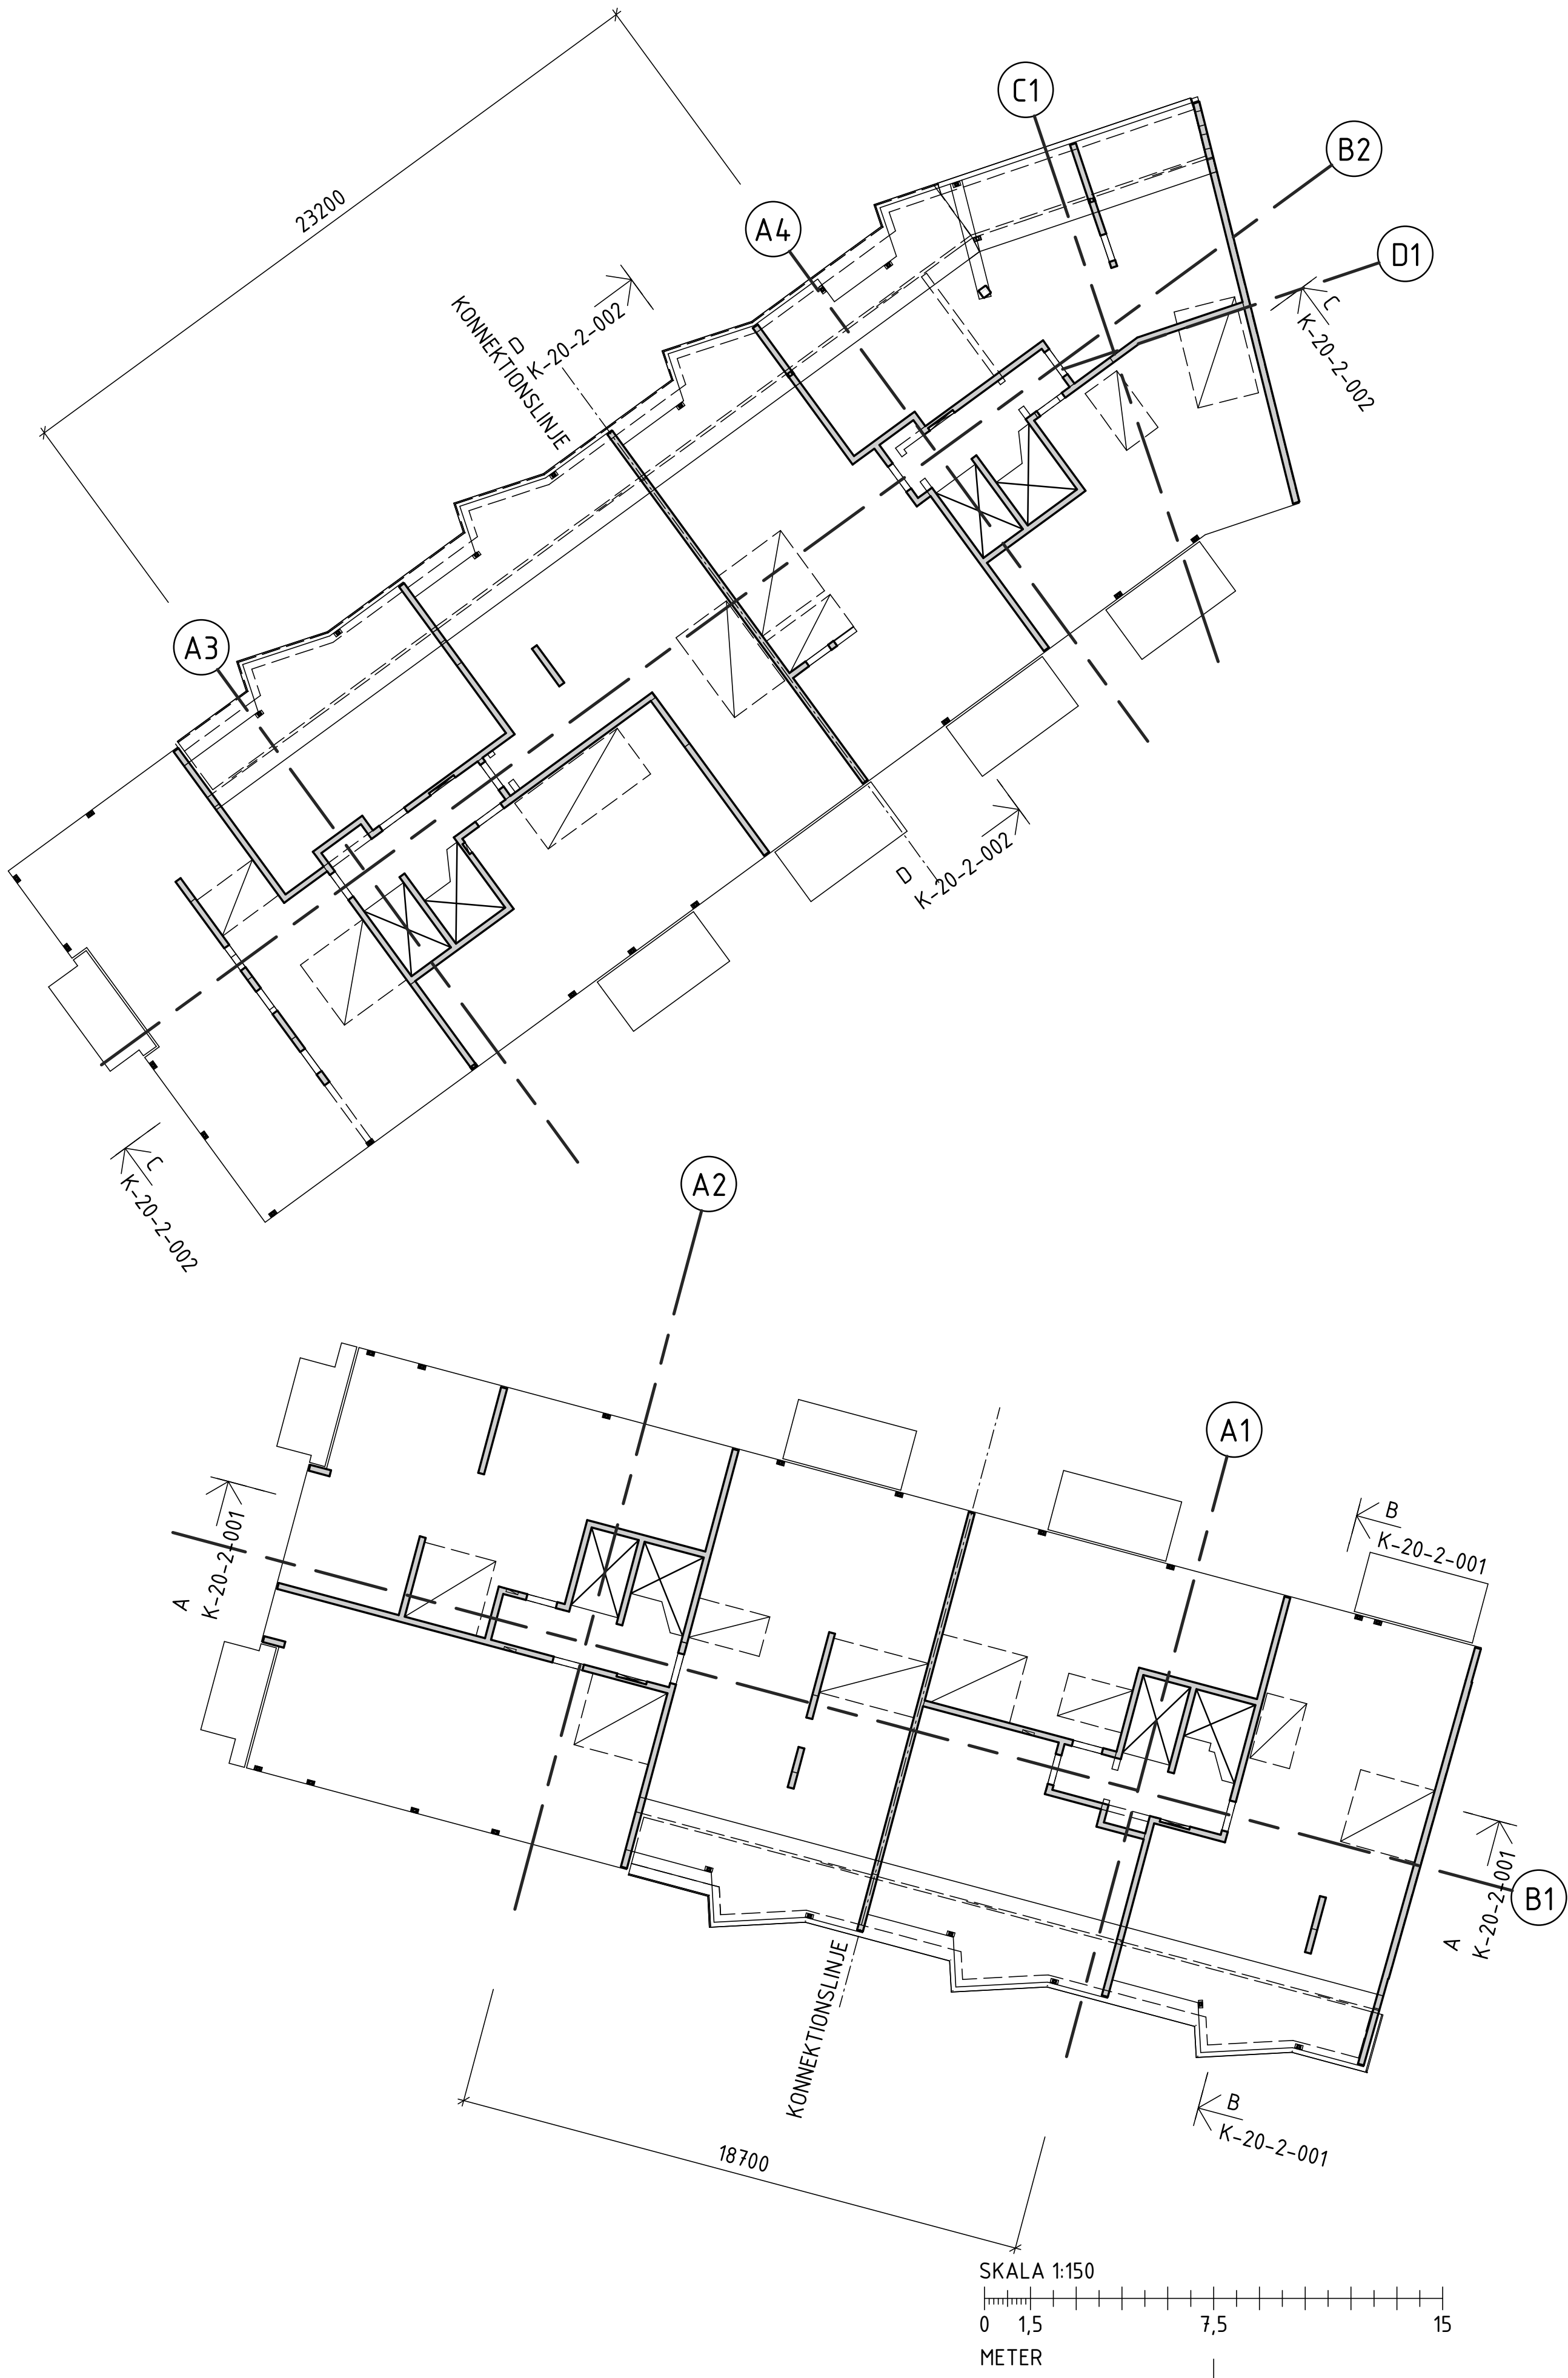 C1
B2
23200
A4
D1
D
K-20-2-002
KONNEKTIONSLINJE
C
K-20-2-002
A3
D
K-20-2-002
C
K-20-2-002
A2
A1
A
K-20-2-001
B
K-20-2-001
A
K-20-2-001
B1
KONNEKTIONSLINJE
B
K-20-2-001
18700
SKALA 1:150
0 1,5 7,5 15
METER